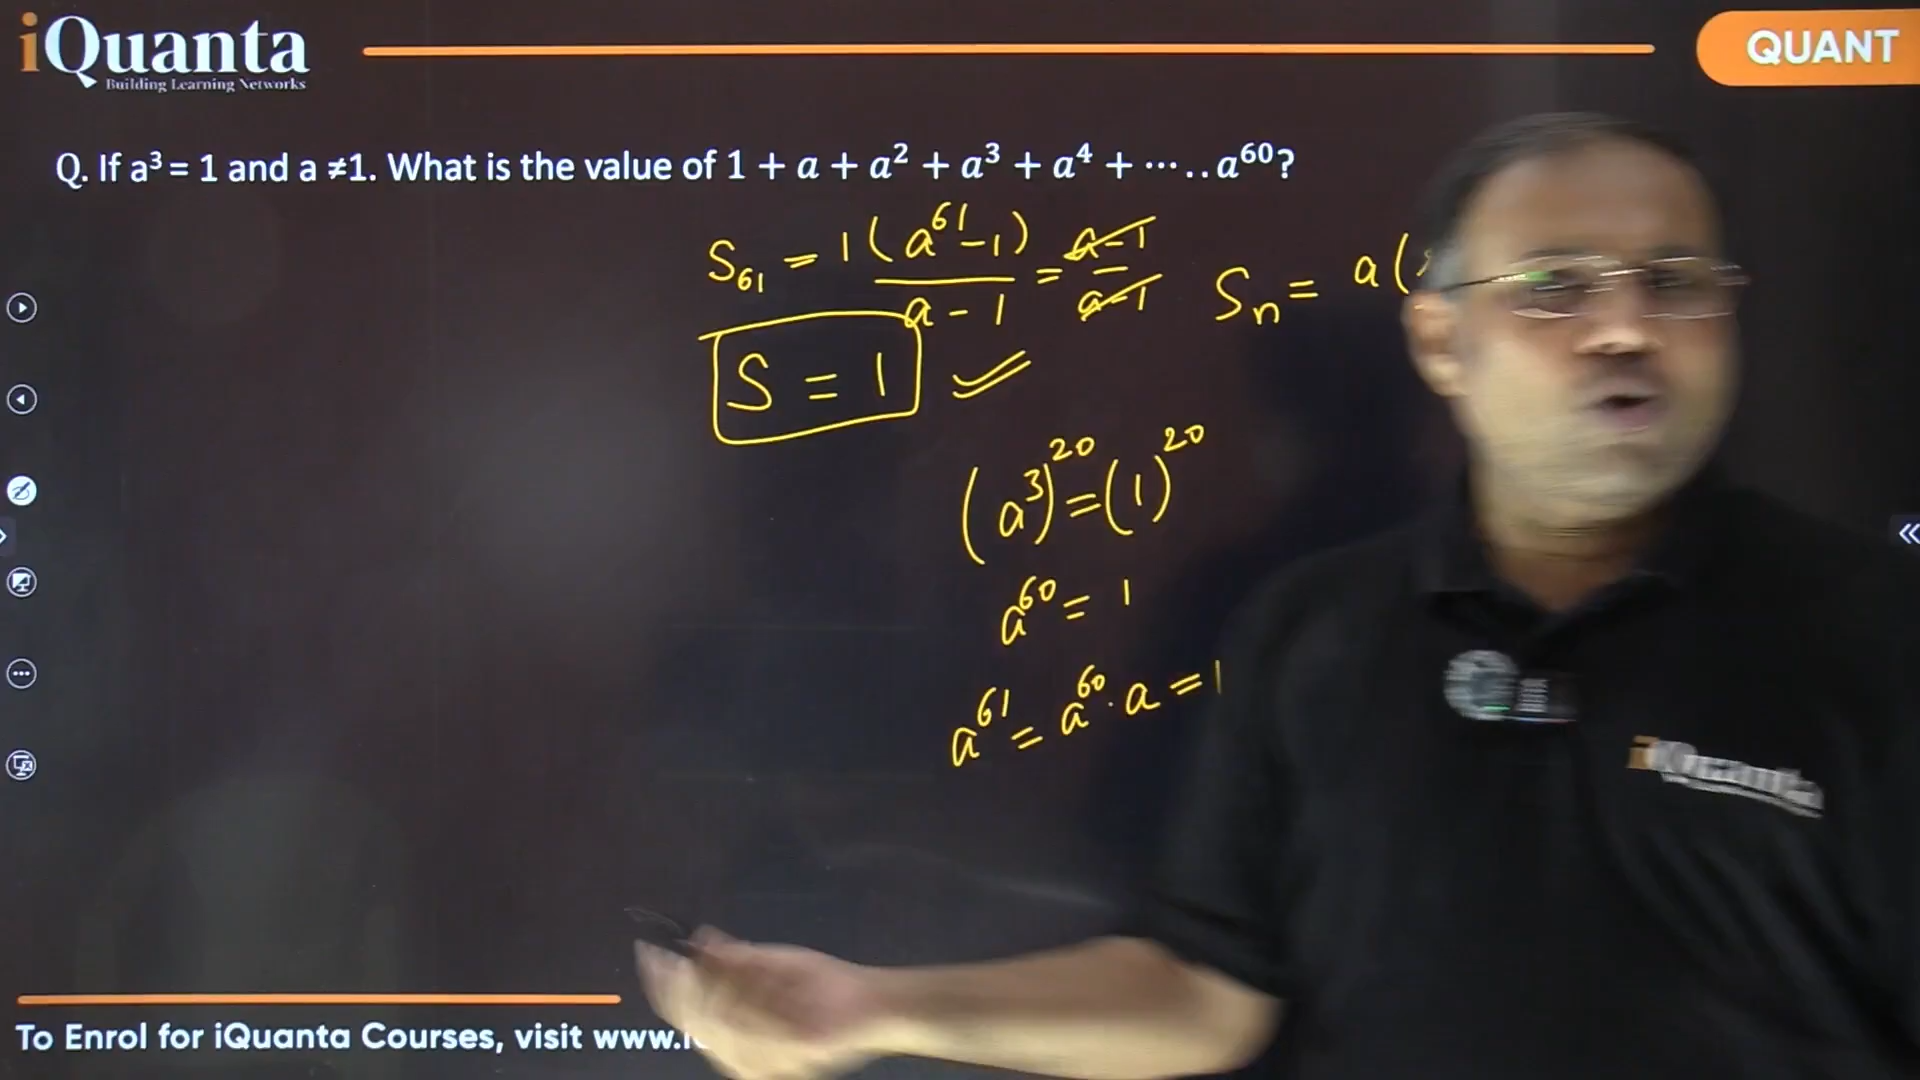 iQuanta
Building Learning Networks
QUANT
Q. If a³ = 1 and a ≠1. What is the value of 1 + a + a² + a³ + a⁴ + ⋯ . . a⁶⁰?
S₆₁ = 1(a⁶¹-1)/(a-1) = (a-1)/(a-1)
Sₙ = a(
S = 1
(a³)²⁰ = (1)²⁰
a⁶⁰ = 1
a⁶¹ = a⁶⁰ · a = 1
iQuanta
To Enrol for iQuanta Courses, visit www.i